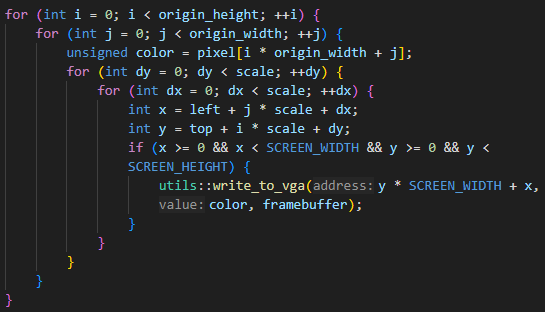 for (int i = 0; i < origin_height; ++i) {
for (int j = 0; j < origin_width; ++j) {
unsigned color = pixel[i * origin_width + j];
for (int dy = 0; dy < scale; ++dy) {
for (int dx = 0; dx < scale; ++dx) {
int x = left + j * scale + dx;
int y = top + i * scale + dy;
if (x >= 0 && x < SCREEN_WIDTH && y >= 0 && y <
SCREEN_HEIGHT) {
utils::write_to_vga(address: y * SCREEN_WIDTH + x,
value: color, framebuffer);
}
}
}
}
}